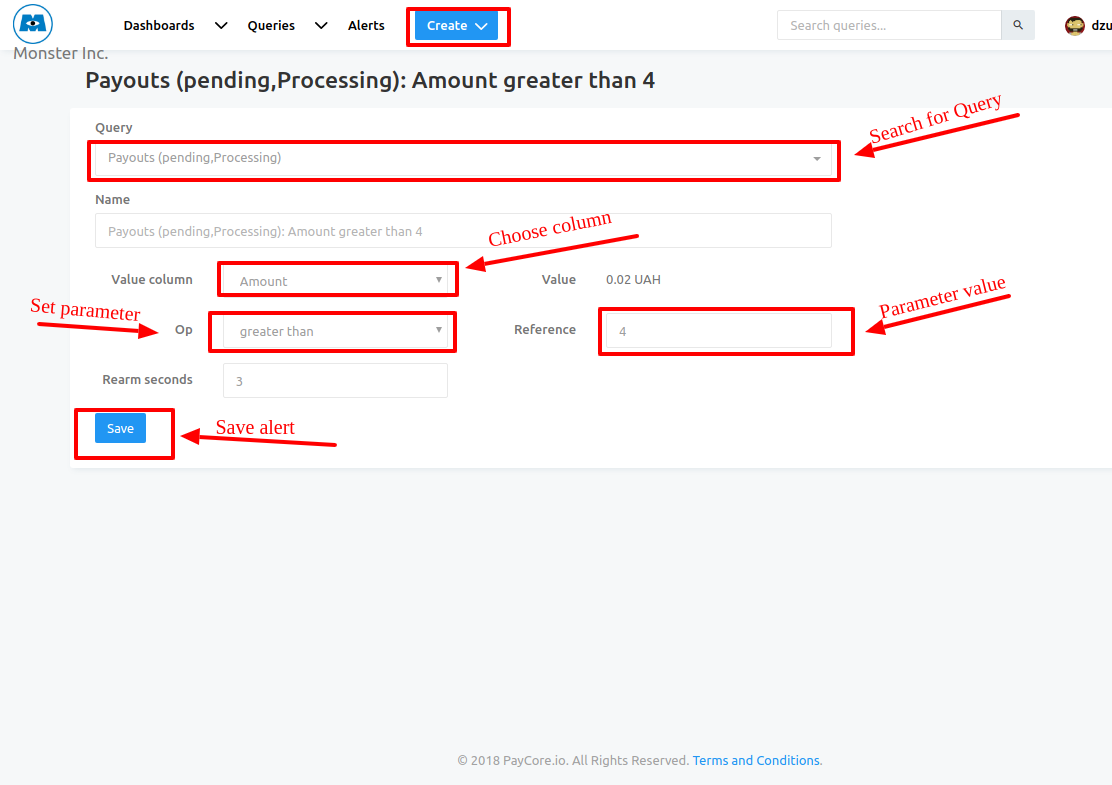 Dashboards Queries Alerts Create Search queries... dzu
Monster Inc.
Payouts (pending,Processing): Amount greater than 4
Search for Query
Query
Payouts (pending,Processing)
Name
Payouts (pending,Processing): Amount greater than 4
Choose column
Value column Amount Value 0.02 UAH
Set parameter
Parameter value
Op greater than Reference 4
Rearm seconds 3
Save
Save alert
© 2018 PayCore.io. All Rights Reserved. Terms and Conditions.